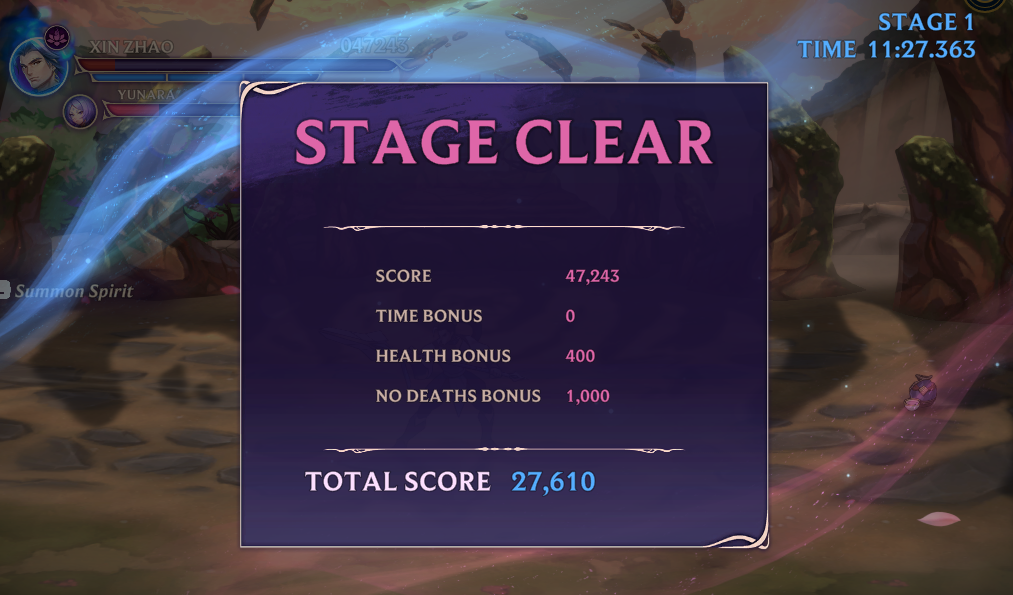 STAGE 1
XIN ZHAO 047243
TIME 11:27.363
YUNARA
STAGE CLEAR
SCORE 47,243
Summon Spirit
TIME BONUS 0
HEALTH BONUS 400
NO DEATHS BONUS 1,000
TOTAL SCORE 27,610